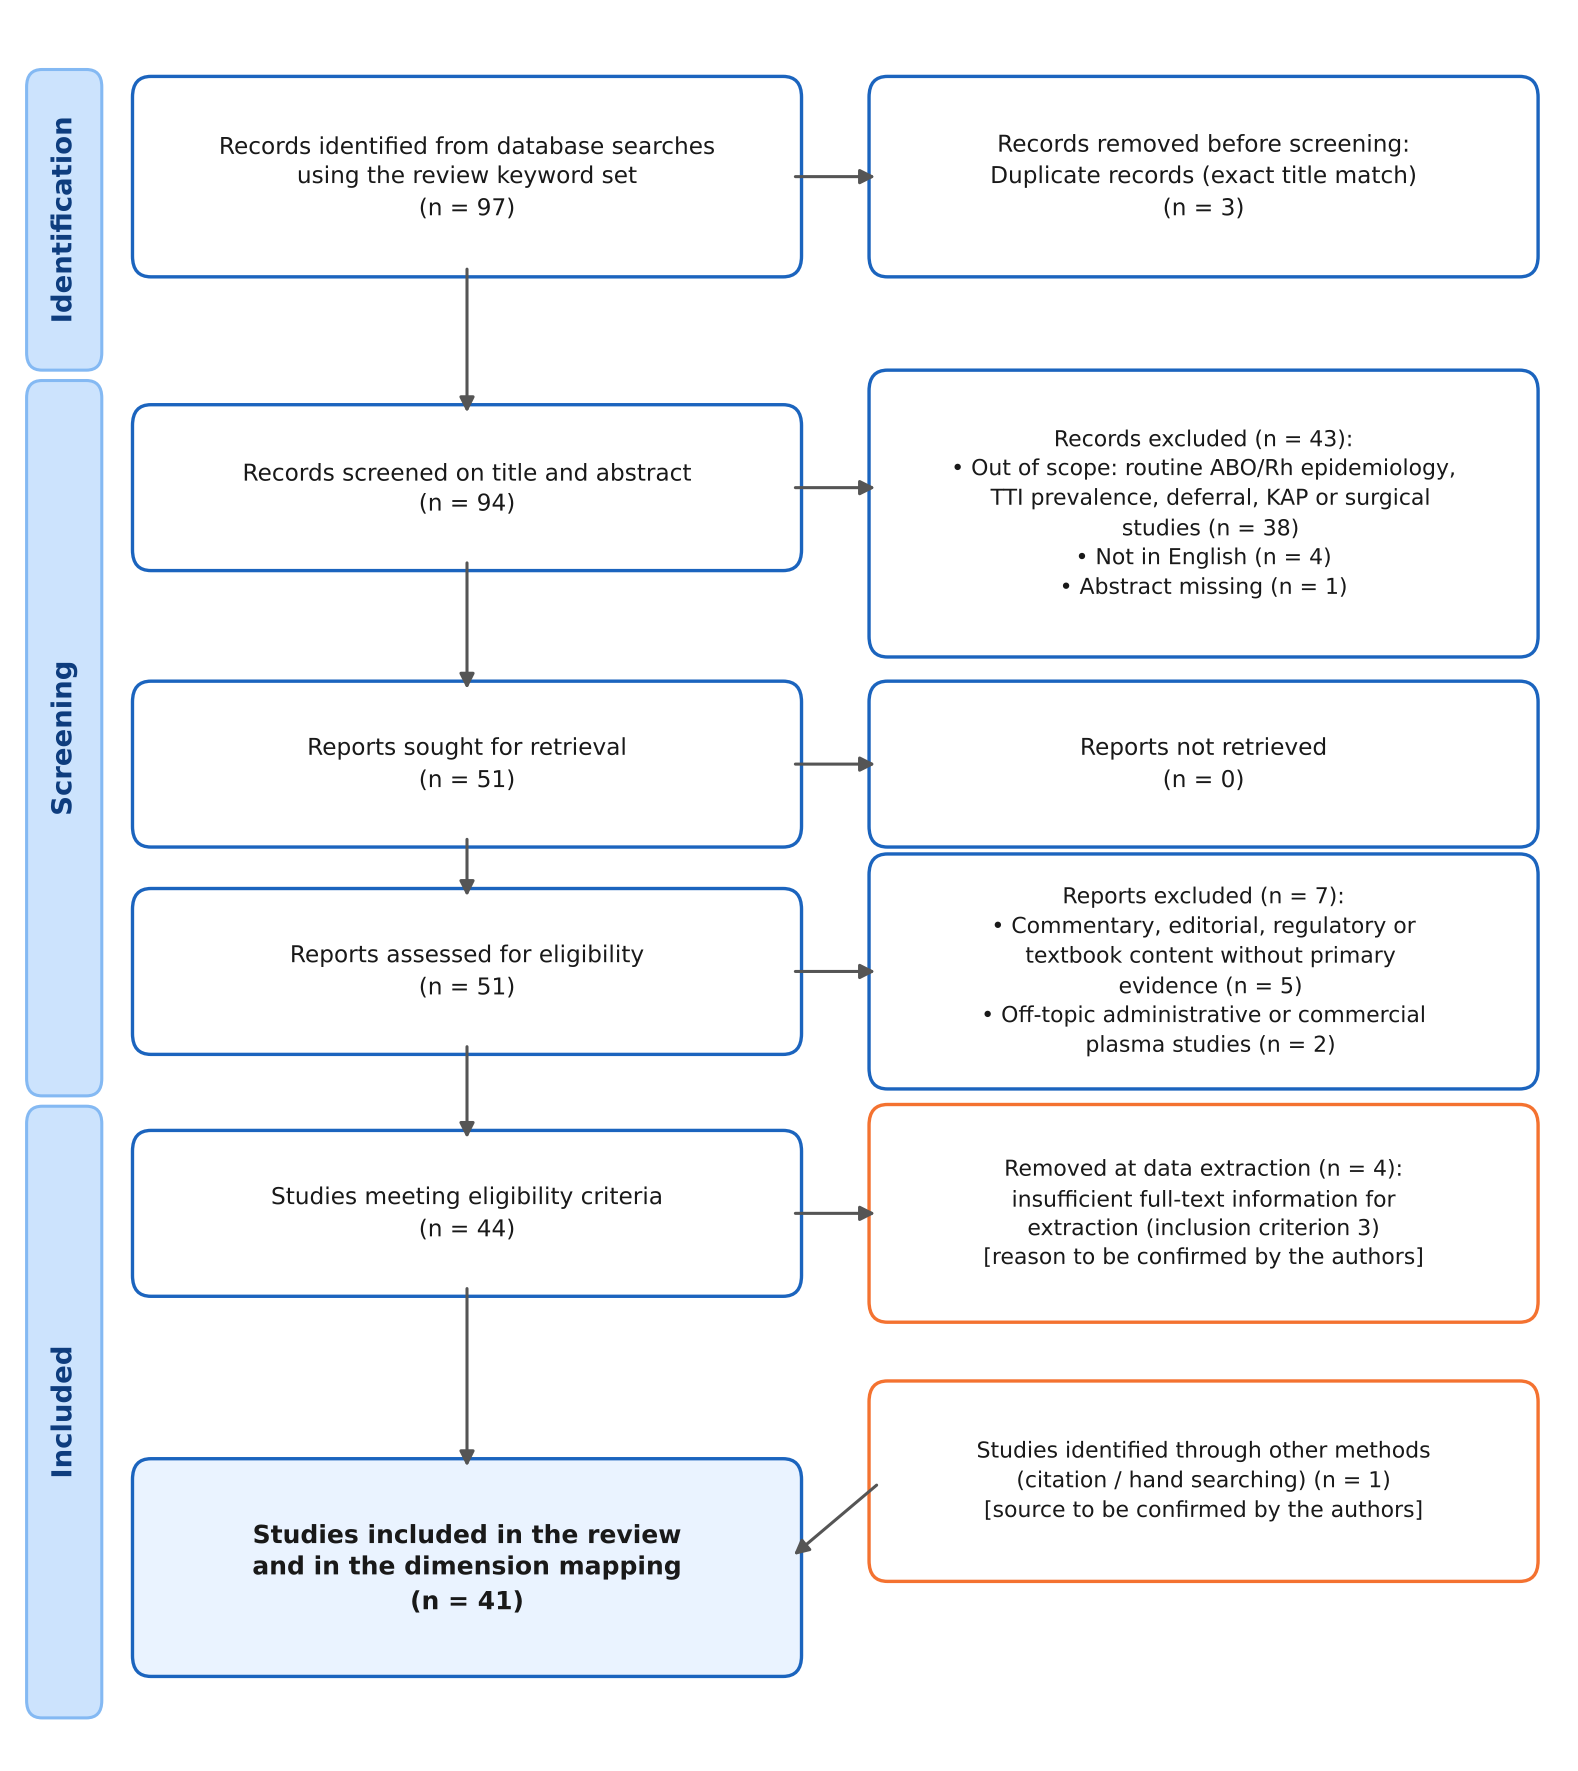 Identification
Records identified from database searches
using the review keyword set
(n = 97)
Records removed before screening:
Duplicate records (exact title match)
(n = 3)
Screening
Records screened on title and abstract
(n = 94)
Records excluded (n = 43):
• Out of scope: routine ABO/Rh epidemiology,
TTI prevalence, deferral, KAP or surgical
studies (n = 38)
• Not in English (n = 4)
• Abstract missing (n = 1)
Reports sought for retrieval
(n = 51)
Reports not retrieved
(n = 0)
Reports assessed for eligibility
(n = 51)
Reports excluded (n = 7):
• Commentary, editorial, regulatory or
textbook content without primary
evidence (n = 5)
• Off-topic administrative or commercial
plasma studies (n = 2)
Included
Studies meeting eligibility criteria
(n = 44)
Removed at data extraction (n = 4):
insufficient full-text information for
extraction (inclusion criterion 3)
[reason to be confirmed by the authors]
Studies identified through other methods
(citation / hand searching) (n = 1)
[source to be confirmed by the authors]
Studies included in the review
and in the dimension mapping
(n = 41)